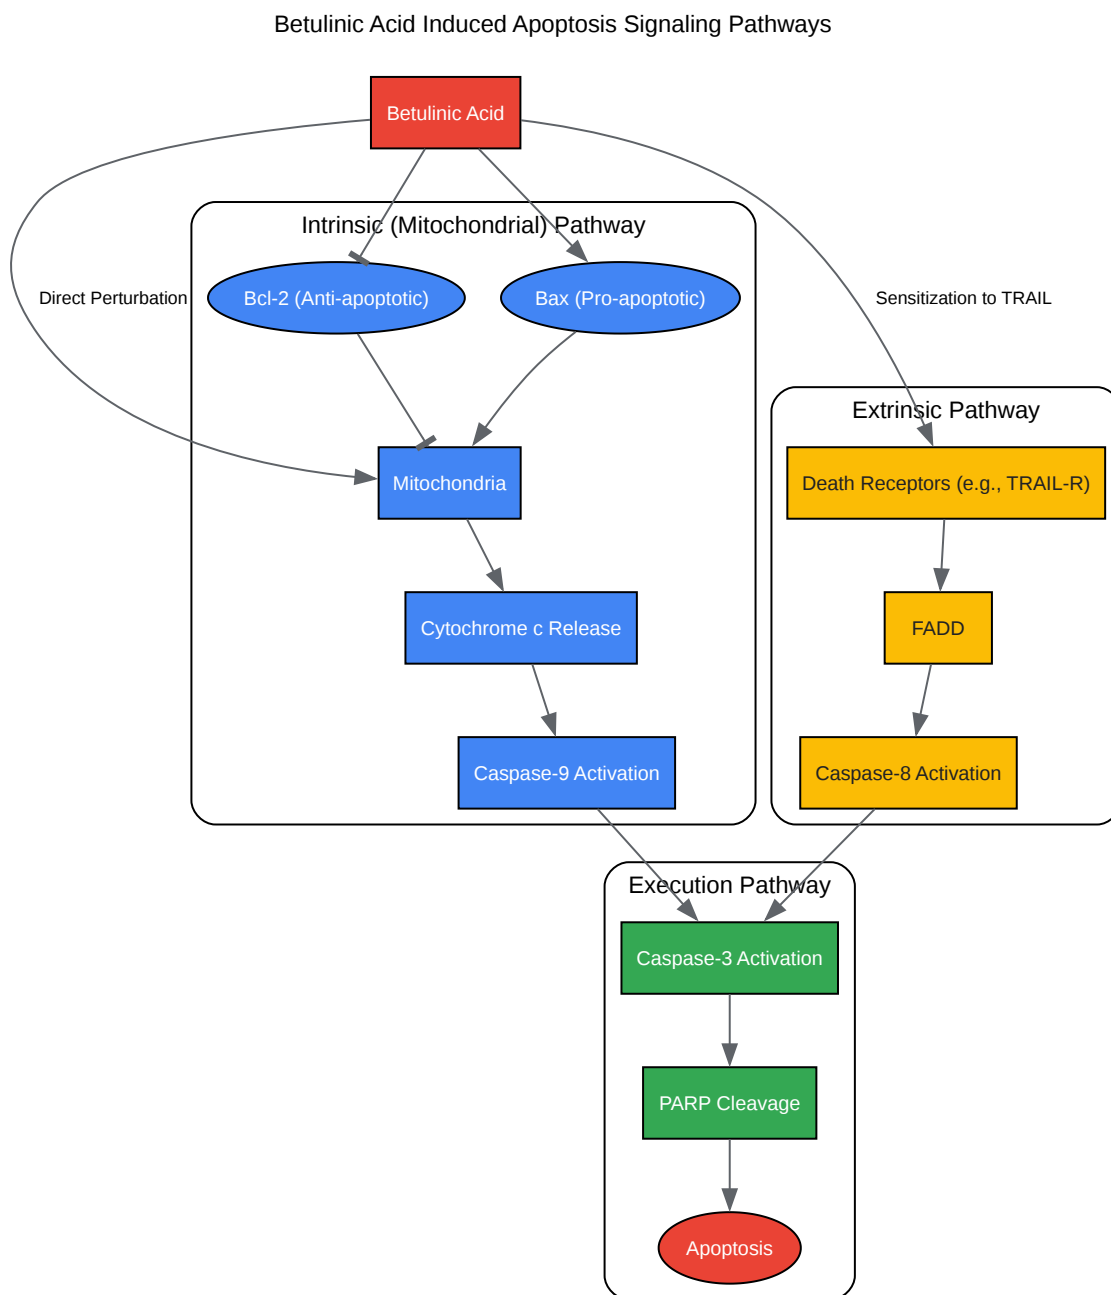 Betulinic Acid Induced Apoptosis Signaling Pathways
Betulinic Acid
Intrinsic (Mitochondrial) Pathway
Bcl-2 (Anti-apoptotic)
Bax (Pro-apoptotic)
Direct Perturbation
Sensitization to TRAIL
Extrinsic Pathway
Mitochondria
Death Receptors (e.g., TRAIL-R)
Cytochrome c Release
FADD
Caspase-9 Activation
Caspase-8 Activation
Execution Pathway
Caspase-3 Activation
PARP Cleavage
Apoptosis